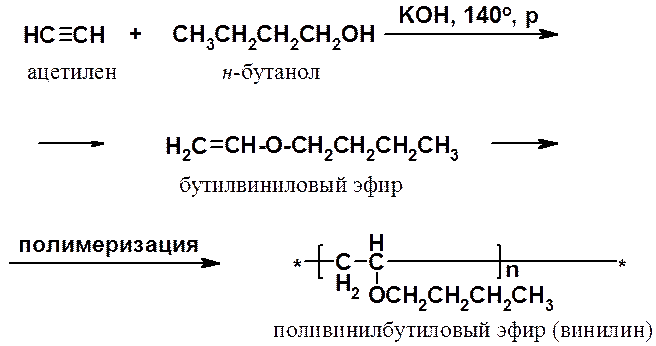 HC≡CH + CH₃CH₂CH₂CH₂OH KOH, 140°, p
ацетилен н-бутанол
H₂C=CH-O-CH₂CH₂CH₂CH₃
бутилвиниловый эфир
полимеризация
* [ C H₂ C H ] n *
OCH₂CH₂CH₂CH₃
поливинилбутиловый эфир (винилин)